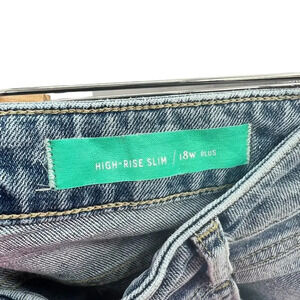 HIGH-RISE SLIM / 18W PLUS